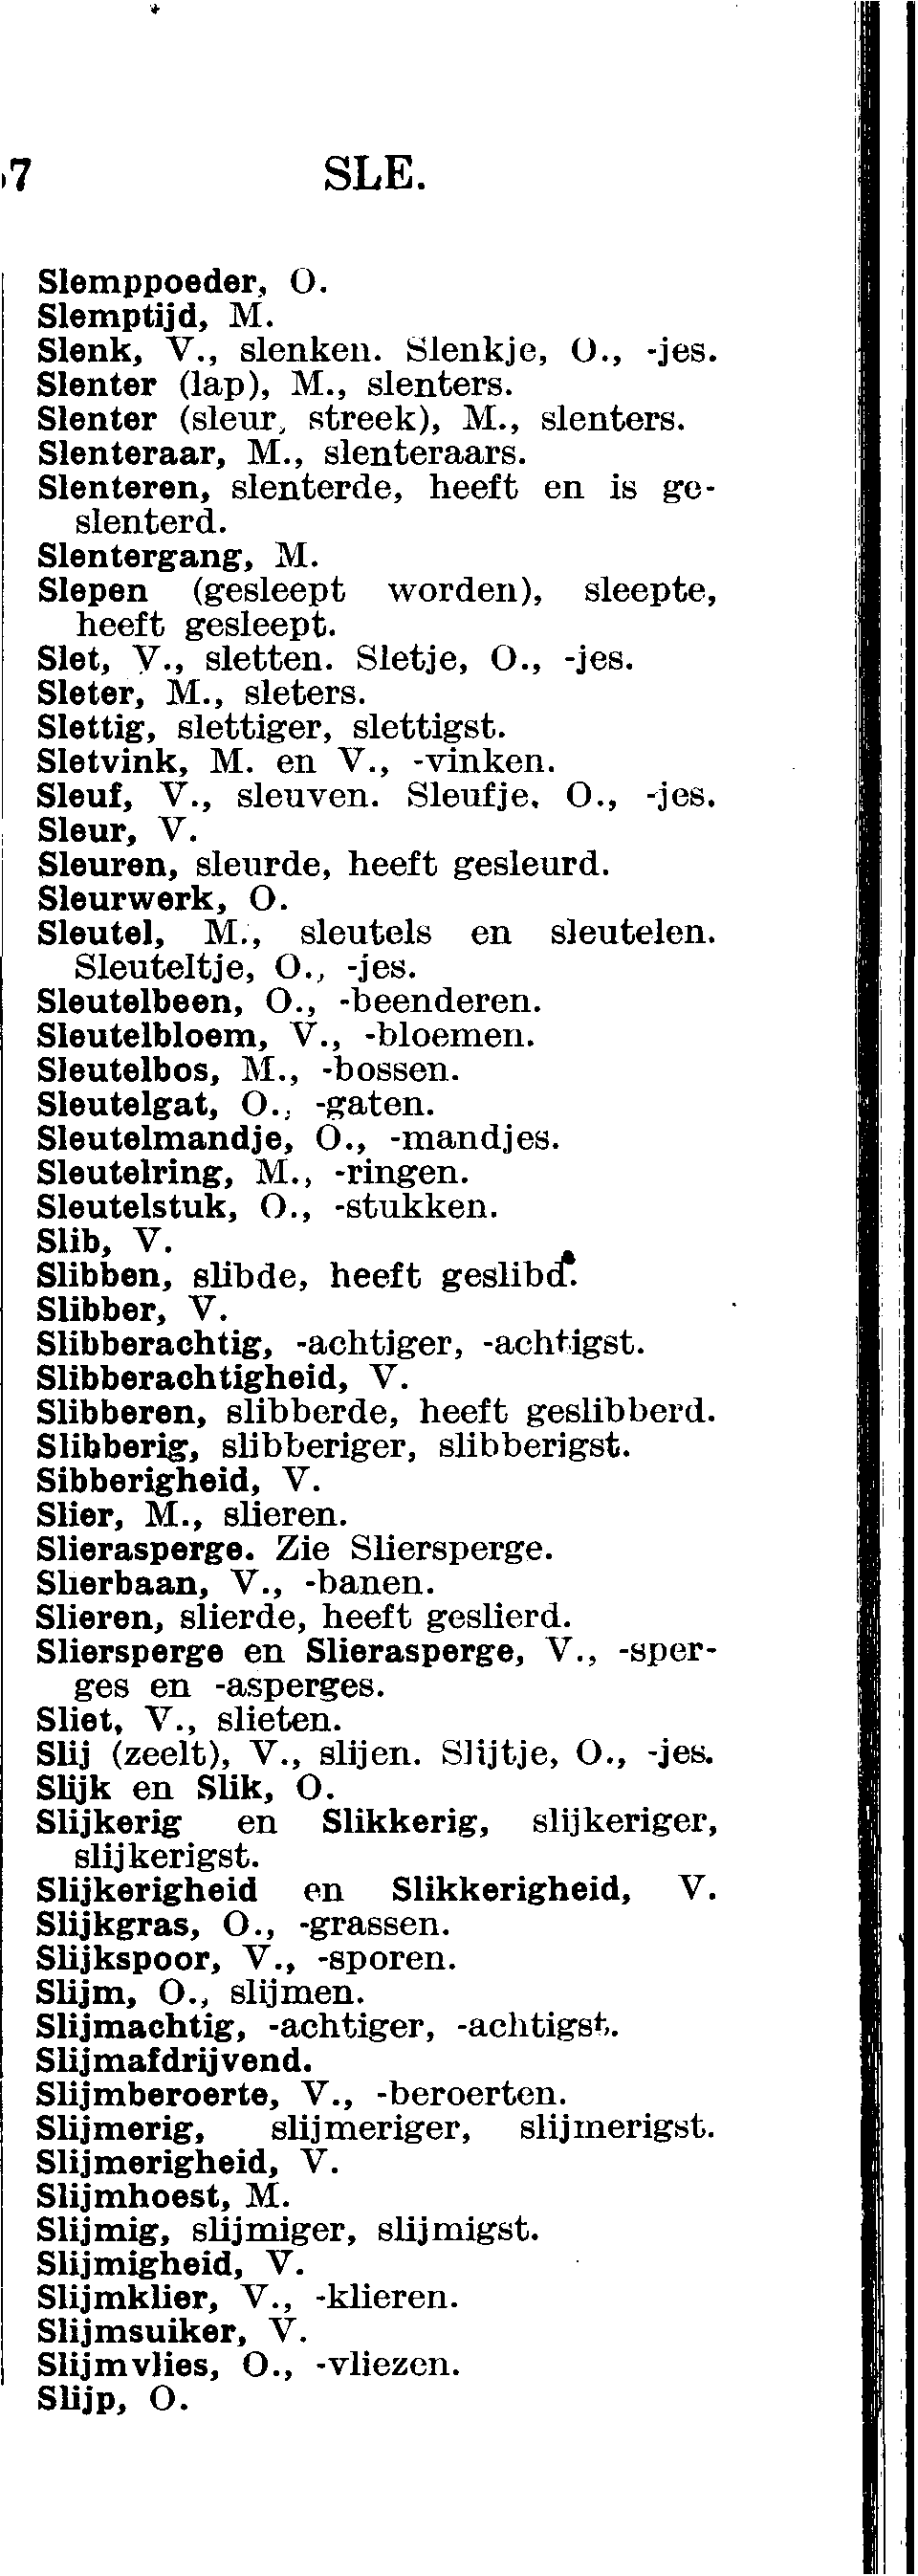 7 SLE.
Slemppoeder, O.
Slemptijd, M.
Slenk, V., slenken. Slenkje, O., -jes.
Slenter (lap), M., slenters.
Slenter (sleur, streek), M., slenters.
Slenteraar, M., slenteraars.
Slenteren, slenterde, heeft en is ge-
slenterd.
Slentergang, M.
Slepen (gesleept worden), sleepte,
heeft gesleept.
Slet, V., sletten. Sletje, O., -jes.
Sleter, M., sleters.
Slettig, slettiger, slettigst.
Sletvink, M. en V., -vinken.
Sleuf, V., sleuven. Sleufje, O., -jes.
Sleur, V.
Sleuren, sleurde, heeft gesleurd.
Sleurwerk, O.
Sleutel, M., sleutels en sleutelen.
Sleuteltje, O., -jes.
Sleutelbeen, O., -beenderen.
Sleutelbloem, V., -bloemen.
Sleutelbos, M., -bossen.
Sleutelgat, O., -gaten.
Sleutelmandje, O., -mandjes.
Sleutelring, M., -ringen.
Sleutelstuk, O., -stukken.
Slib, V.
Slibben, slibde, heeft geslibd.
Slibber, V.
Slibberachtig, -achtiger, -achtigst.
Slibberachtigheid, V.
Slibberen, slibberde, heeft geslibberd.
Slibberig, slibberiger, slibberigst.
Sibberigheid, V.
Slier, M., slieren.
Slierasperge. Zie Sliersperge.
Slierbaan, V., -banen.
Slieren, slierde, heeft geslierd.
Sliersperge en Slierasperge, V., -sper-
ges en -asperges.
Sliet, V., slieten.
Slij (zeelt), V., slijen. Slijtje, O., -jes.
Slijk en Slik, O.
Slijkerig en Slikkerig, slijkeriger,
slijkerigst.
Slijkerigheid en Slikkerigheid, V.
Slijkgras, O., -grassen.
Slijkspoor, V., -sporen.
Slijm, O., slijmen.
Slijmachtig, -achtiger, -achtigst.
Slijmafdrijvend.
Slijmberoerte, V., -beroerten.
Slijmerig, slijmeriger, slijmerigst.
Slijmerigheid, V.
Slijmhoest, M.
Slijmig, slijmiger, slijmigst.
Slijmigheid, V.
Slijmklier, V., -klieren.
Slijmsuiker, V.
Slijmvlies, O., -vliezen.
Slijp, O.